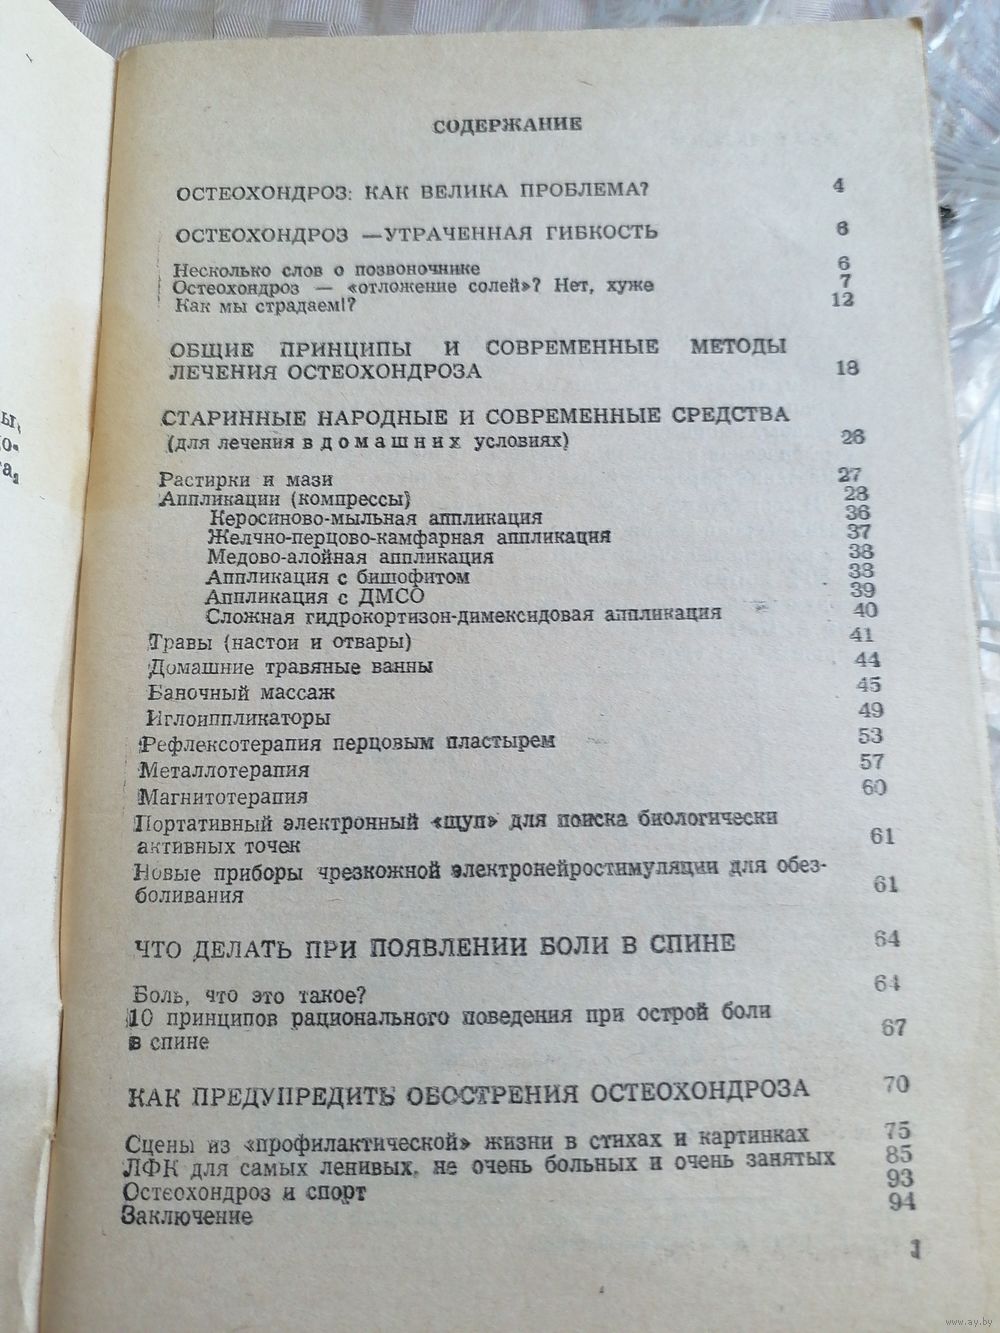 СОДЕРЖАНИЕ
ОСТЕОХОНДРОЗ: КАК ВЕЛИКА ПРОБЛЕМА? 4
ОСТЕОХОНДРОЗ —УТРАЧЕННАЯ ГИБКОСТЬ 6
Несколько слов о позвоночнике 6
Остеохондроз — «отложение солей»? Нет, хуже 7
Как мы страдаем!? 12
ОБЩИЕ ПРИНЦИПЫ И СОВРЕМЕННЫЕ МЕТОДЫ
ЛЕЧЕНИЯ ОСТЕОХОНДРОЗА 18
СТАРИННЫЕ НАРОДНЫЕ И СОВРЕМЕННЫЕ СРЕДСТВА
(для лечения в домашних условиях) 26
Растирки и мази 27
Аппликации (компрессы) 28
Керосиново-мыльная аппликация 36
Желчно-перцово-камфарная аппликация 37
Медово-алойная аппликация 38
Аппликация с бишофитом 38
Аппликация с ДМСО 39
Сложная гидрокортизон-димексидовая аппликация 40
Травы (настои и отвары) 41
Домашние травяные ванны 44
Баночный массаж 45
Иглоиппликаторы 49
Рефлексотерапия перцовым пластырем 53
Металлотерапия 57
Магнитотерапия 60
Портативный электронный «щуп» для поиска биологически
активных точек 61
Новые приборы чрезкожной электронейростимуляции для обез-
боливания 61
ЧТО ДЕЛАТЬ ПРИ ПОЯВЛЕНИИ БОЛИ В СПИНЕ 64
Боль, что это такое? 64
10 принципов рационального поведения при острой боли
в спине 67
КАК ПРЕДУПРЕДИТЬ ОБОСТРЕНИЯ ОСТЕОХОНДРОЗА 70
Сцены из «профилактической» жизни в стихах и картинках 75
ЛФК для самых ленивых, не очень больных и очень занятых 85
Остеохондроз и спорт 93
Заключение 94
www.ay.by